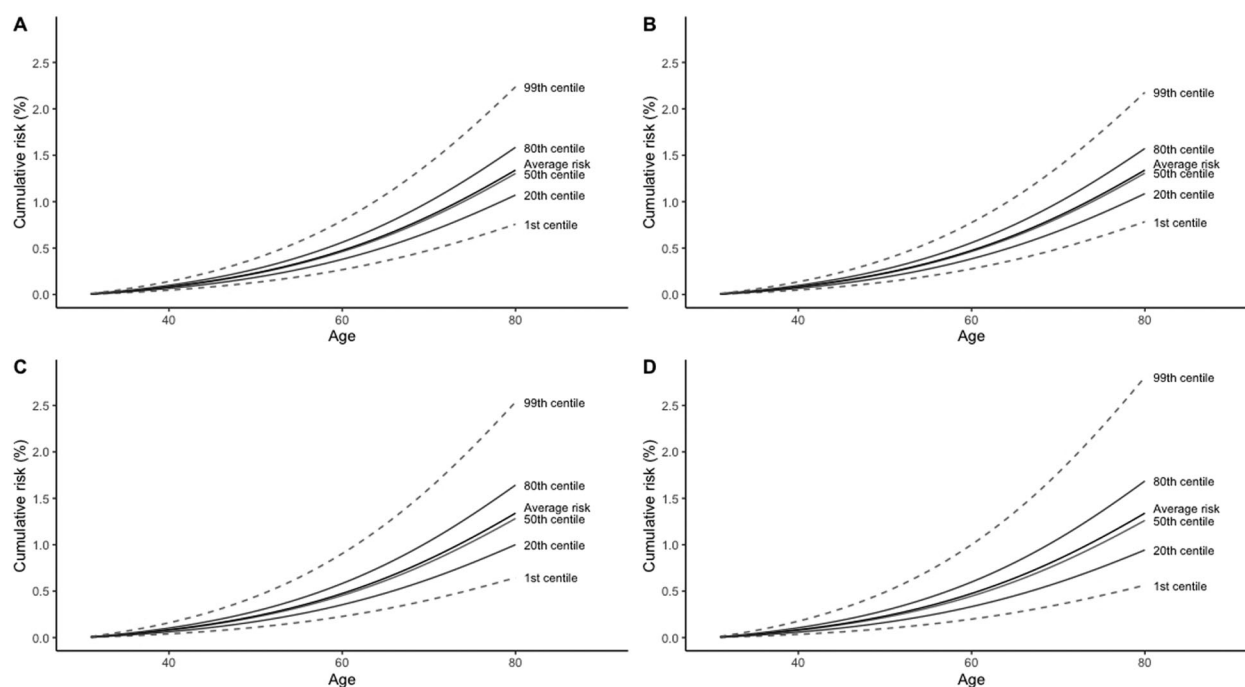 A
Cumulative risk (%)
2.5
2.0
1.5
1.0
0.5
0.0
99th centile
80th centile
Average risk
50th centile
20th centile
1st centile
40
60
80
Age
B
Cumulative risk (%)
2.5
2.0
1.5
1.0
0.5
0.0
99th centile
80th centile
Average risk
50th centile
20th centile
1st centile
40
60
80
Age
C
Cumulative risk (%)
2.5
2.0
1.5
1.0
0.5
0.0
99th centile
80th centile
Average risk
50th centile
20th centile
1st centile
40
60
80
Age
D
Cumulative risk (%)
2.5
2.0
1.5
1.0
0.5
0.0
99th centile
80th centile
Average risk
50th centile
20th centile
1st centile
40
60
80
Age